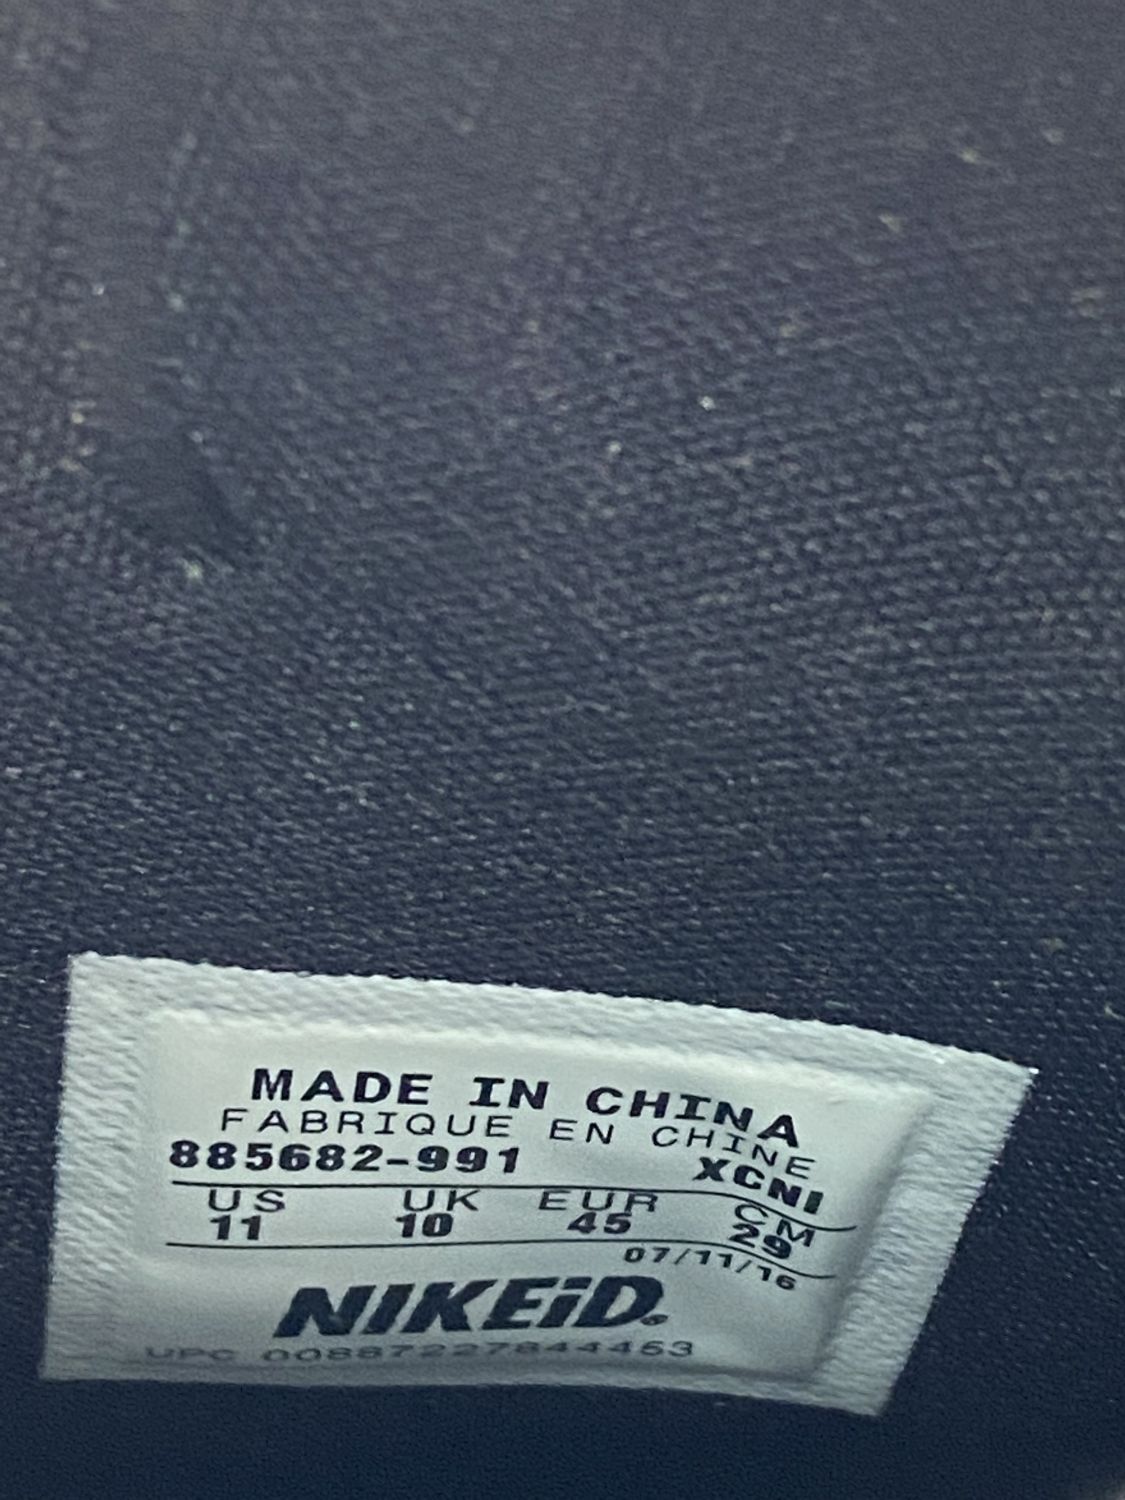 MADE IN CHINA
FABRIQUE EN CHINE
885682-991 XCNI
US UK EUR CM
11 10 45 29
07/11/16
NIKEiD.
UPC 00887227844453